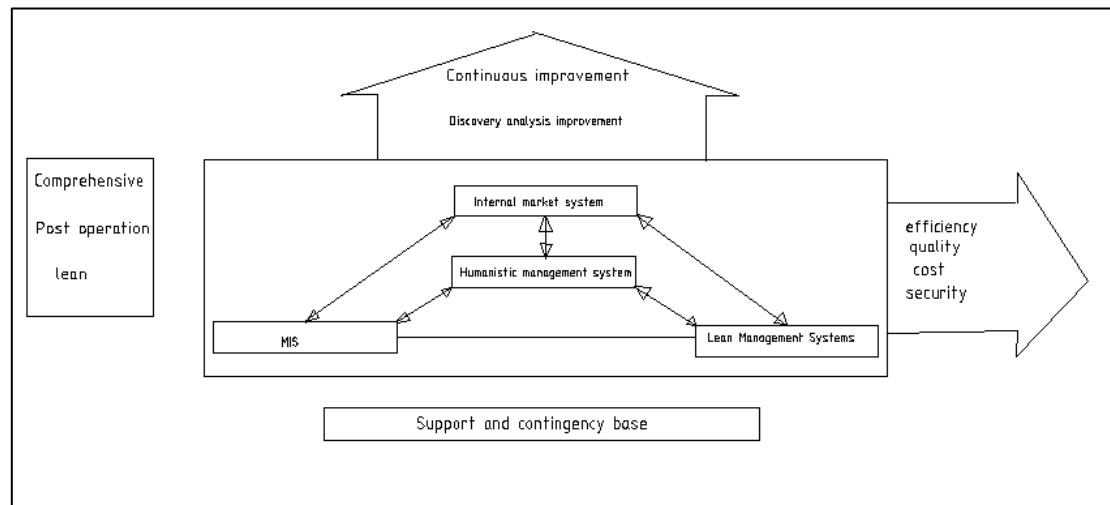 Continuous improvement
Discovery analysis improvement
Comprehensive
Post operation
lean
Internal market system
Humanistic management system
MIS
Lean Management Systems
efficiency
quality
cost
security
Support and contingency base